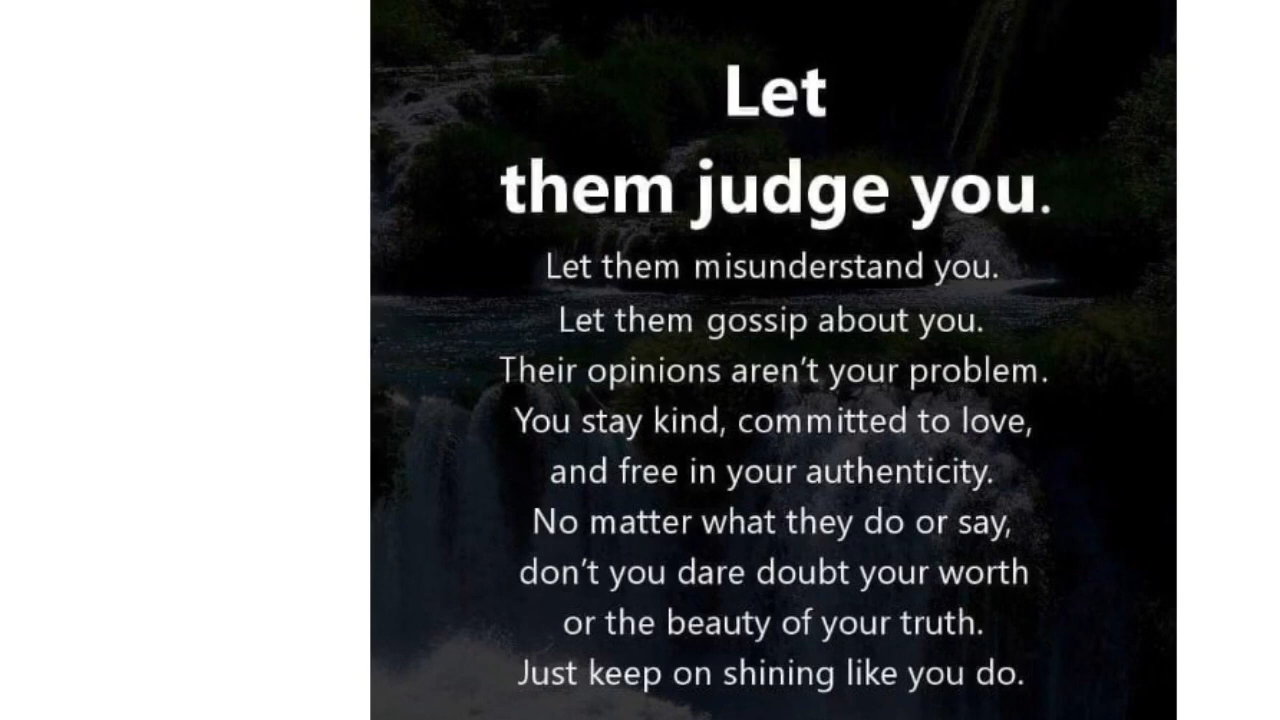 Let
them judge you.
Let them misunderstand you.
Let them gossip about you.
Their opinions aren’t your problem.
You stay kind, committed to love,
and free in your authenticity.
No matter what they do or say,
don’t you dare doubt your worth
or the beauty of your truth.
Just keep on shining like you do.